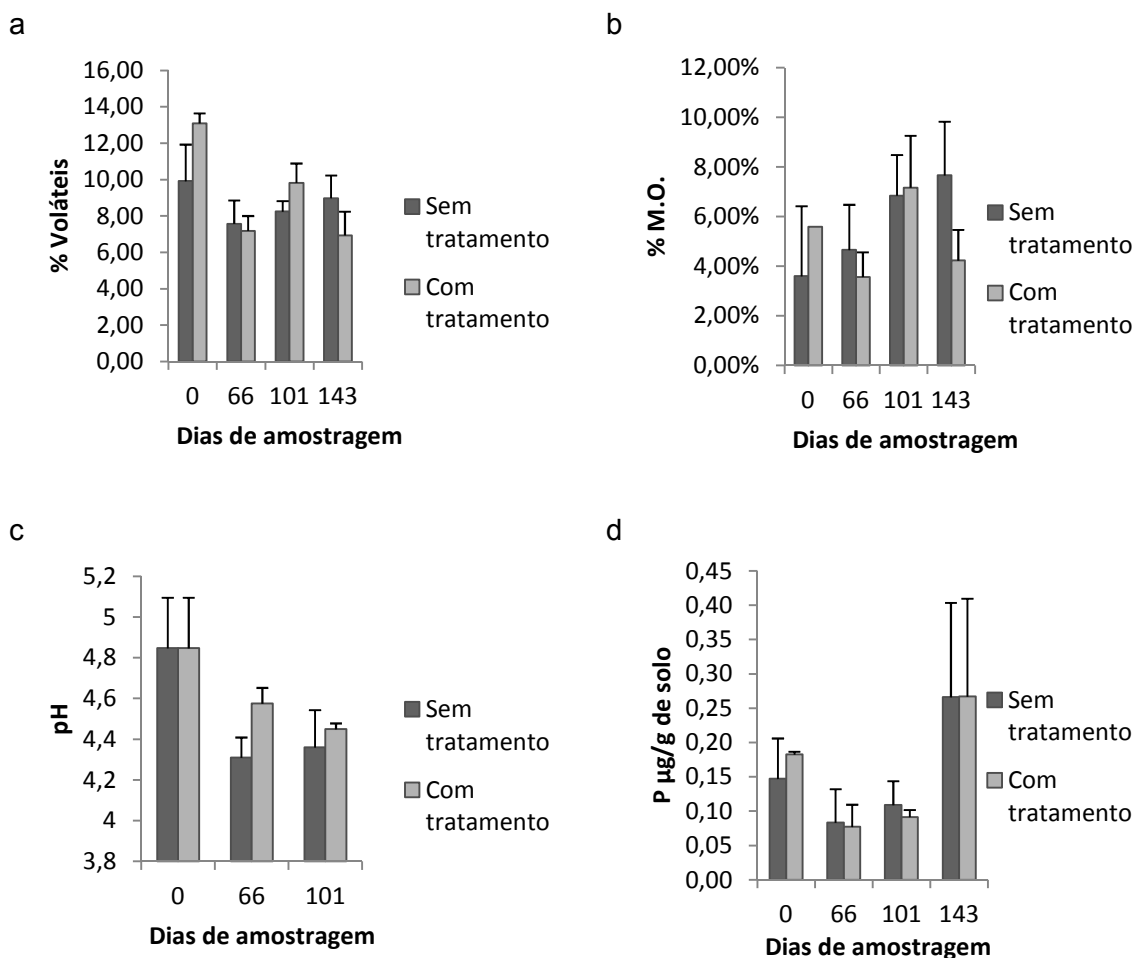 a
16,00
14,00
12,00
10,00
8,00
6,00
4,00
2,00
0,00
% Voláteis
0 66 101 143
Dias de amostragem
Sem
tratamento
Com
tratamento
b
12,00%
10,00%
8,00%
6,00%
4,00%
2,00%
0,00%
% M.O.
0 66 101 143
Dias de amostragem
Sem
tratamento
Com
tratamento
c
5,2
5
4,8
4,6
4,4
4,2
4
3,8
pH
0 66 101
Dias de amostragem
Sem
tratamento
Com
tratamento
d
0,45
0,40
0,35
0,30
0,25
0,20
0,15
0,10
0,05
0,00
P µg/g de solo
0 66 101 143
Dias de amostragem
Sem
tratamento
Com
tratamento